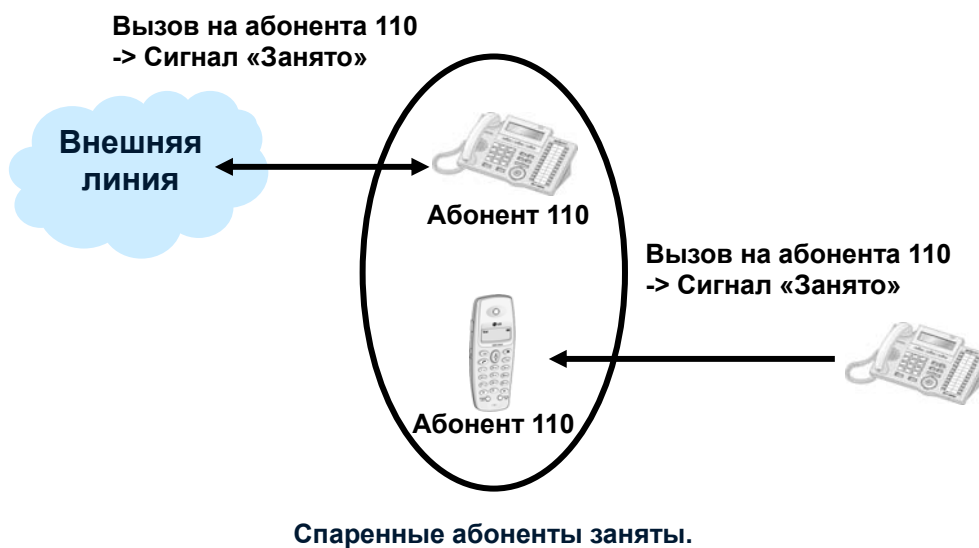 Вызов на абонента 110
-> Сигнал «Занято»
Внешняя
линия
Абонент 110
Вызов на абонента 110
-> Сигнал «Занято»
Абонент 110
Спаренные абоненты заняты.